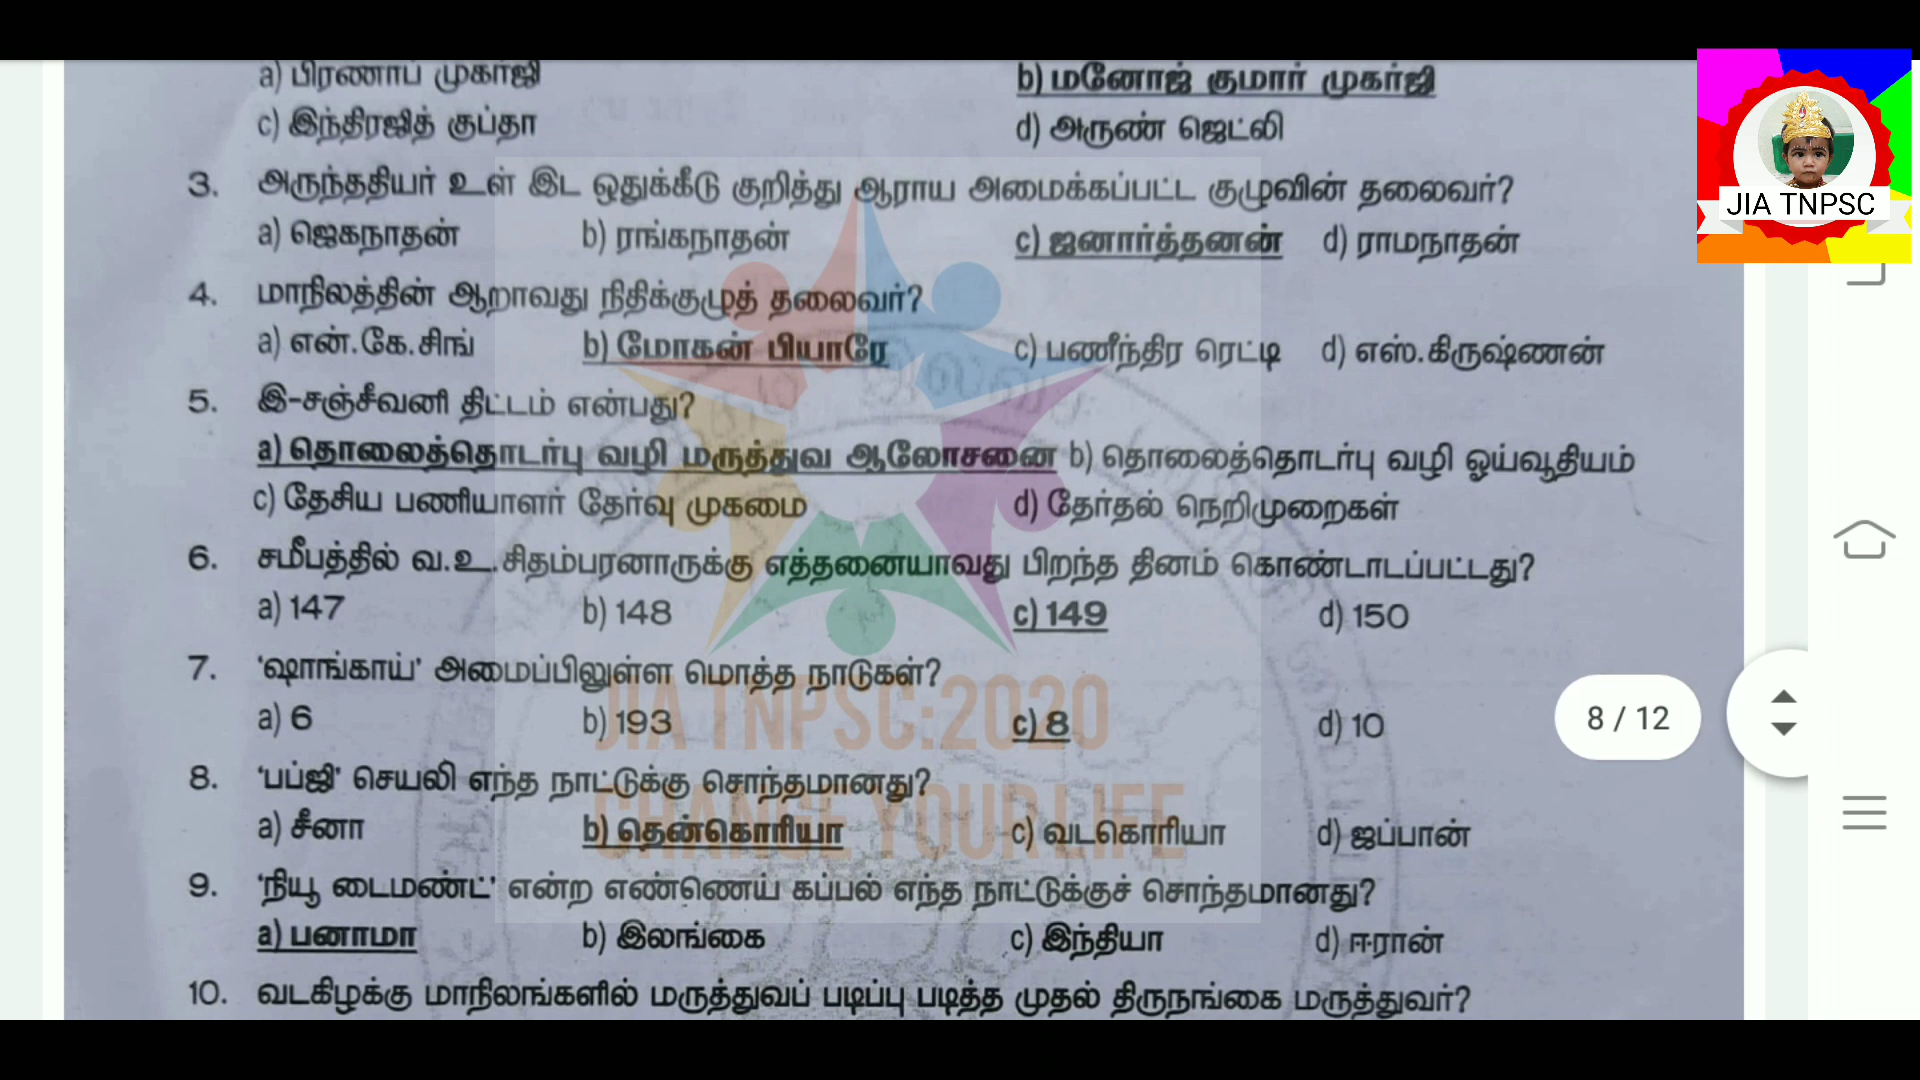 a) பிரணாப் முகர்ஜி b) மனோஜ் குமார் முகர்ஜி
c) இந்திரஜித் குப்தா d) அருண் ஜெட்லி
3. அருந்ததியர் உள் இட ஒதுக்கீடு குறித்து ஆராய அமைக்கப்பட்ட குழுவின் தலைவர்?
a) ஜெகநாதன் b) ரங்கநாதன் c) ஜனார்த்தனன் d) ராமநாதன்
4. மாநிலத்தின் ஆறாவது நிதிக்குழுத் தலைவர்?
a) என்.கே.சிங் b) மோகன் பியாரே c) பணீந்திர ரெட்டி d) எஸ்.கிருஷ்ணன்
5. இ-சஞ்சீவனி திட்டம் என்பது?
a) தொலைத்தொடர்பு வழி மருத்துவ ஆலோசனை b) தொலைத்தொடர்பு வழி ஓய்வூதியம்
c) தேசிய பணியாளர் தேர்வு முகமை d) தேர்தல் நெறிமுறைகள்
6. சமீபத்தில் வ.உ.சிதம்பரனாருக்கு எத்தனையாவது பிறந்த தினம் கொண்டாடப்பட்டது?
a) 147 b) 148 c) 149 d) 150
7. 'ஷாங்காய்' அமைப்பிலுள்ள மொத்த நாடுகள்?
a) 6 b) 193 c) 8 d) 10
8. 'பப்ஜி' செயலி எந்த நாட்டுக்கு சொந்தமானது?
a) சீனா b) தென்கொரியா c) வடகொரியா d) ஜப்பான்
9. 'நியூ டைமண்ட்' என்ற எண்ணெய் கப்பல் எந்த நாட்டுக்குச் சொந்தமானது?
a) பனாமா b) இலங்கை c) இந்தியா d) ஈரான்
10. வடகிழக்கு மாநிலங்களில் மருத்துவப் படிப்பு படித்த முதல் திருநங்கை மருத்துவர்?
JIA TNPSC
JIA TNPSC:2020
CHANGE YOUR LIFE
8 / 12